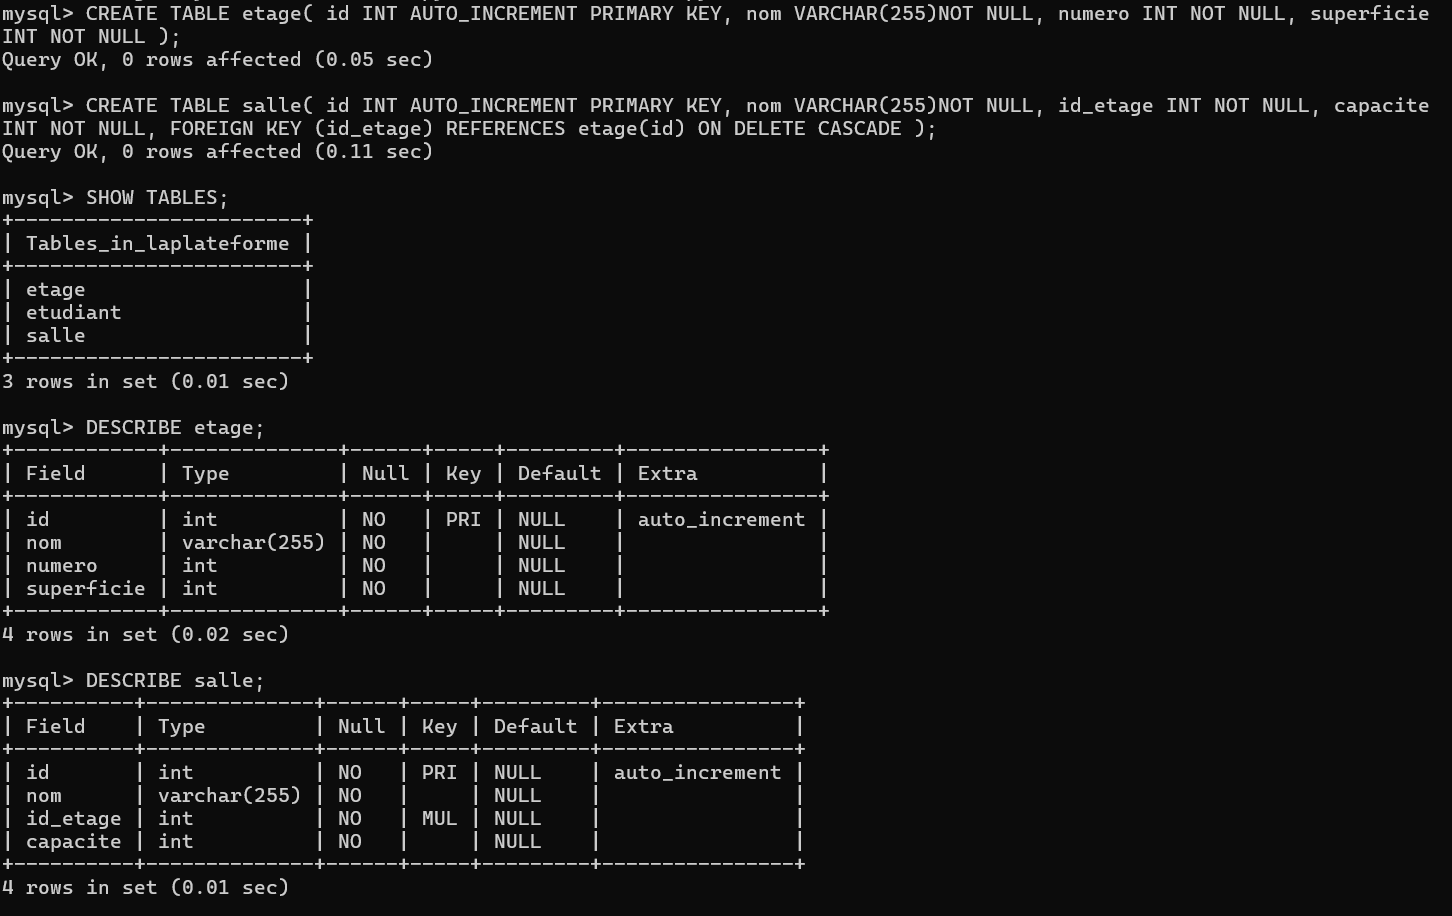 mysql> CREATE TABLE etage( id INT AUTO_INCREMENT PRIMARY KEY, nom VARCHAR(255)NOT NULL, numero INT NOT NULL, superficie
INT NOT NULL );
Query OK, 0 rows affected (0.05 sec)

mysql> CREATE TABLE salle( id INT AUTO_INCREMENT PRIMARY KEY, nom VARCHAR(255)NOT NULL, id_etage INT NOT NULL, capacite
INT NOT NULL, FOREIGN KEY (id_etage) REFERENCES etage(id) ON DELETE CASCADE );
Query OK, 0 rows affected (0.11 sec)

mysql> SHOW TABLES;
+------------------------+
| Tables_in_laplateforme |
+------------------------+
| etage                  |
| etudiant               |
| salle                  |
+------------------------+
3 rows in set (0.01 sec)

mysql> DESCRIBE etage;
+------------+--------------+------+-----+---------+----------------+
| Field      | Type         | Null | Key | Default | Extra          |
+------------+--------------+------+-----+---------+----------------+
| id         | int          | NO   | PRI | NULL    | auto_increment |
| nom        | varchar(255) | NO   |     | NULL    |                |
| numero     | int          | NO   |     | NULL    |                |
| superficie | int          | NO   |     | NULL    |                |
+------------+--------------+------+-----+---------+----------------+
4 rows in set (0.02 sec)

mysql> DESCRIBE salle;
+----------+--------------+------+-----+---------+----------------+
| Field    | Type         | Null | Key | Default | Extra          |
+----------+--------------+------+-----+---------+----------------+
| id       | int          | NO   | PRI | NULL    | auto_increment |
| nom      | varchar(255) | NO   |     | NULL    |                |
| id_etage | int          | NO   | MUL | NULL    |                |
| capacite | int          | NO   |     | NULL    |                |
+----------+--------------+------+-----+---------+----------------+
4 rows in set (0.01 sec)